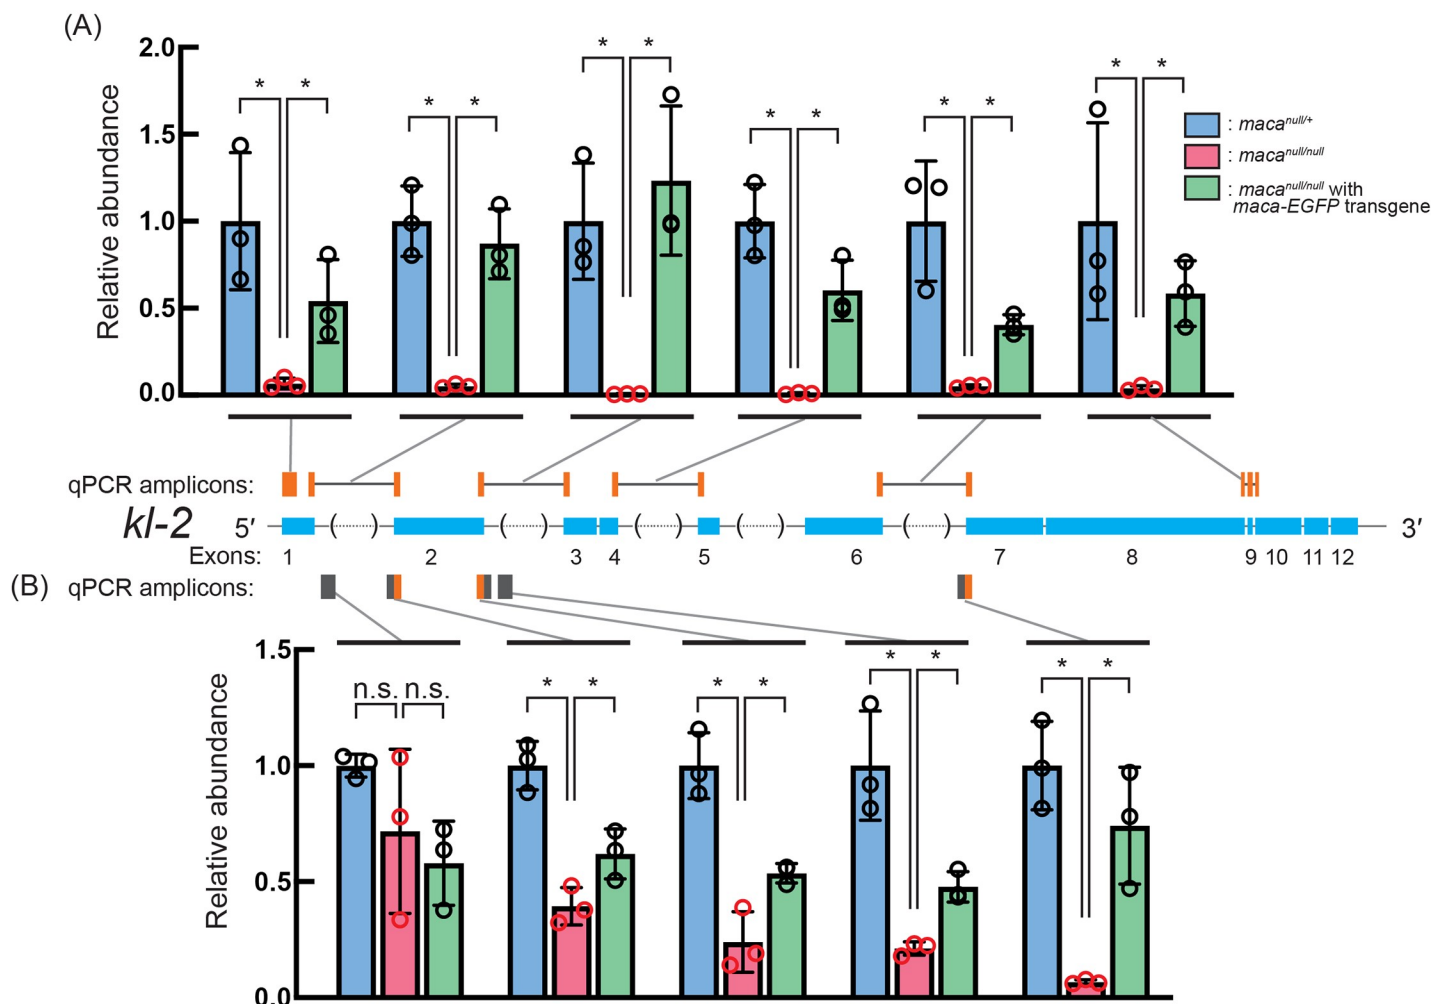 (A)
Relative abundance
2.0
1.5
1.0
0.5
0.0
* * * * * * * * * * * *
: maca^null/+
: maca^null/null
: maca^null/null with
maca-EGFP transgene
qPCR amplicons:
kl-2 5′ ( ) ( ) ( ) ( ) ( ) 3′
Exons: 1 2 3 4 5 6 7 8 9 10 11 12
(B) qPCR amplicons:
Relative abundance
1.5
1.0
0.5
0.0
n.s. n.s. * * * * * * * *